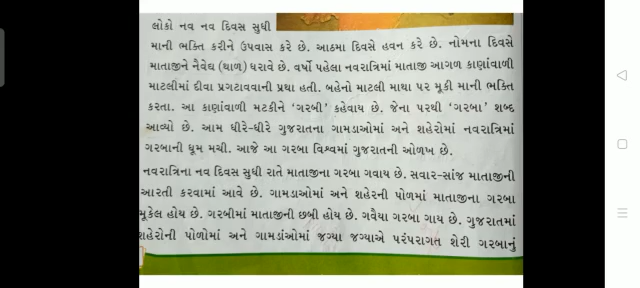 લોકો નવ નવ દિવસ સુધી
માની ભક્તિ કરીને ઉપવાસ કરે છે. આઠમા દિવસે હવન કરે છે. નોમના દિવસે
માતાજીને નૈવેદ્ય (થાળ) ધરાવે છે. વર્ષો પહેલા નવરાત્રિમાં માતાજી આગળ કાણાંવાળી
માટલીમાં દીવા પ્રગટાવવાની પ્રથા હતી. બહેનો માટલી માથા પર મૂકી માની ભક્તિ
કરતા. આ કાણાંવાળી મટકીને ‘ગરબી’ કહેવાય છે. જેના પરથી ‘ગરબા’ શબ્દ
આવ્યો છે. આમ ધીરે-ધીરે ગુજરાતના ગામડાઓમાં અને શહેરોમાં નવરાત્રિમાં
ગરબાની ધૂમ મચી. આજે આ ગરબા વિશ્વમાં ગુજરાતની ઓળખ છે.
નવરાત્રિના નવ દિવસ સુધી રાતે માતાજીના ગરબા ગવાય છે. સવાર-સાંજ માતાજીની
આરતી કરવામાં આવે છે. ગામડાઓમાં અને શહેરની પોળમાં માતાજીના ગરબા
મૂકેલ હોય છે. ગરબીમાં માતાજીની છબી હોય છે. ગવૈયા ગરબા ગાય છે. ગુજરાતમાં
શહેરોની પોળોમાં અને ગામડાંઓમાં જગ્યા જગ્યાએ પરંપરાગત શેરી ગરબાનું